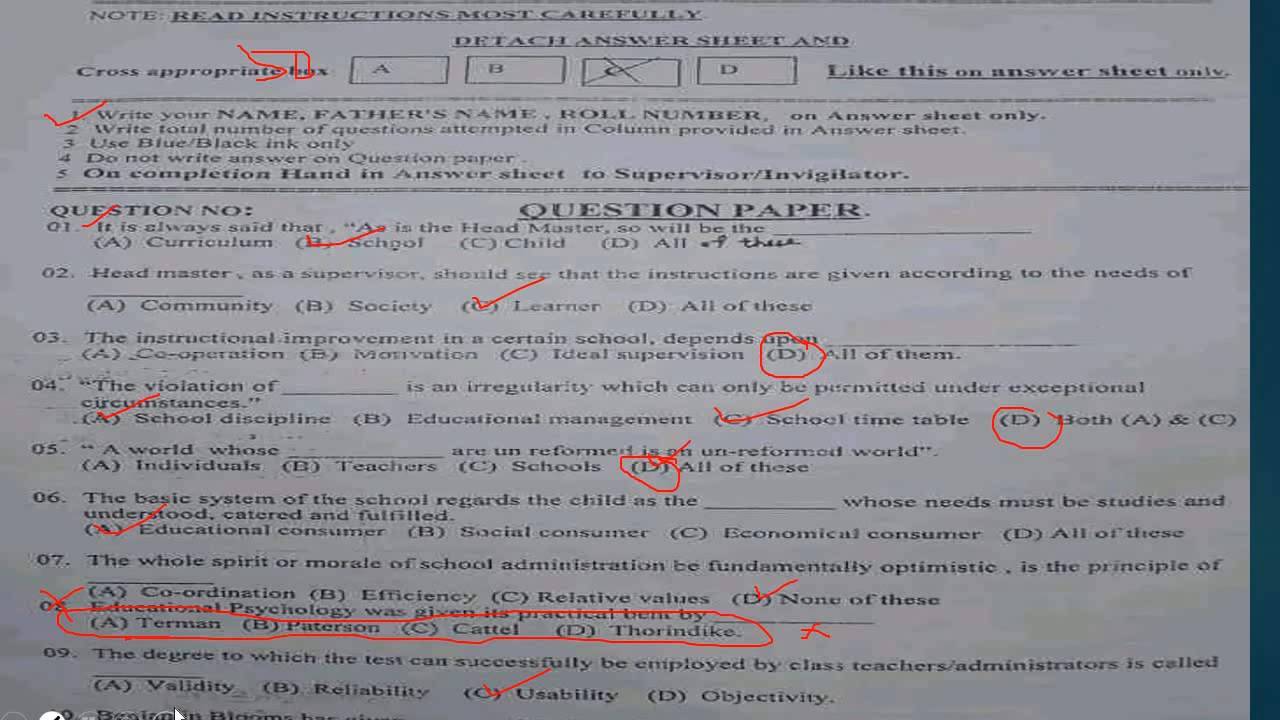 NOTE: READ INSTRUCTIONS MOST CAREFULLY.
DETACH ANSWER SHEET AND
Cross appropriate box A B C D Like this on answer sheet only.
1. Write your NAME, FATHER'S NAME, ROLL NUMBER, on Answer sheet only.
2 Write total number of questions attempted in Column provided in Answer sheet.
3 Use Blue/Black ink only
4 Do not write answer on Question paper.
5 On completion Hand in Answer sheet to Supervisor/Invigilator.
QUESTION NO: QUESTION PAPER.
01. It is always said that, "As is the Head Master, so will be the ____________
(A) Curriculum (B) School (C) Child (D) All of these
02. Head master, as a supervisor, should see that the instructions are given according to the needs of
____________
(A) Community (B) Society (C) Learner (D) All of these
03. The instructional improvement in a certain school, depends upon ____________
(A) Co-operation (B) Motivation (C) Ideal supervision (D) All of them.
04. "The violation of ________ is an irregularity which can only be permitted under exceptional
circumstances."
(A) School discipline (B) Educational management (C) School time table (D) Both (A) & (C)
05. " A world whose ____________ are un reformed is an un-reformed world".
(A) Individuals (B) Teachers (C) Schools (D) All of these
06. The basic system of the school regards the child as the __________ whose needs must be studies and
understood, catered and fulfilled.
(A) Educational consumer (B) Social consumer (C) Economical consumer (D) All of these
07. The whole spirit or morale of school administration be fundamentally optimistic, is the principle of
____________
(A) Co-ordination (B) Efficiency (C) Relative values (D) None of these
08. Educational Psychology was given its practical bent by ____________
(A) Terman (B) Paterson (C) Cattel (D) Thorindike.
09. The degree to which the test can successfully be employed by class teachers/administrators is called
(A) Validity (B) Reliability (C) Usability (D) Objectivity.